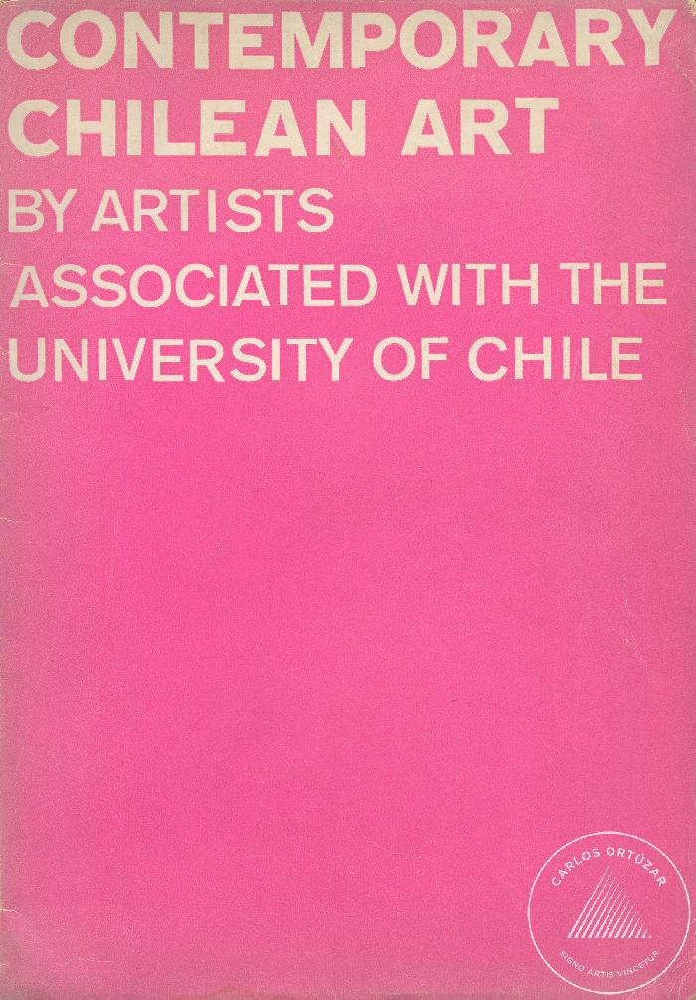 CONTEMPORARY
CHILEAN ART
BY ARTISTS
ASSOCIATED WITH THE
UNIVERSITY OF CHILE
CARLOS ORTÚZAR
SIGNO ARTIS VINCETUR